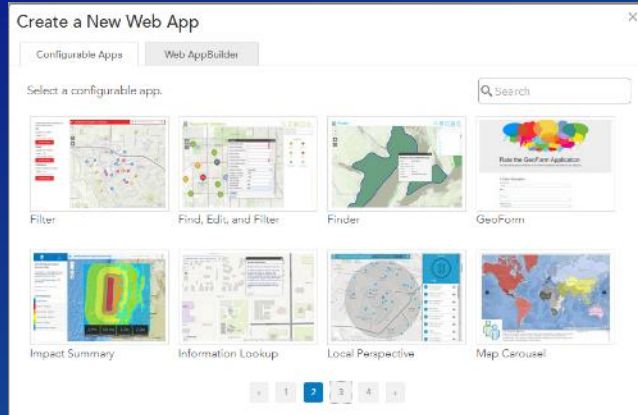 Create a New Web App
Configurable Apps
Web AppBuilder
Select a configurable app.
Search
Filter
Find, Edit, and Filter
Finder
GeoForm
Rate the GeoForm Application
Impact Summary
Information Lookup
Local Perspective
Map Carousel
1 2 3 4